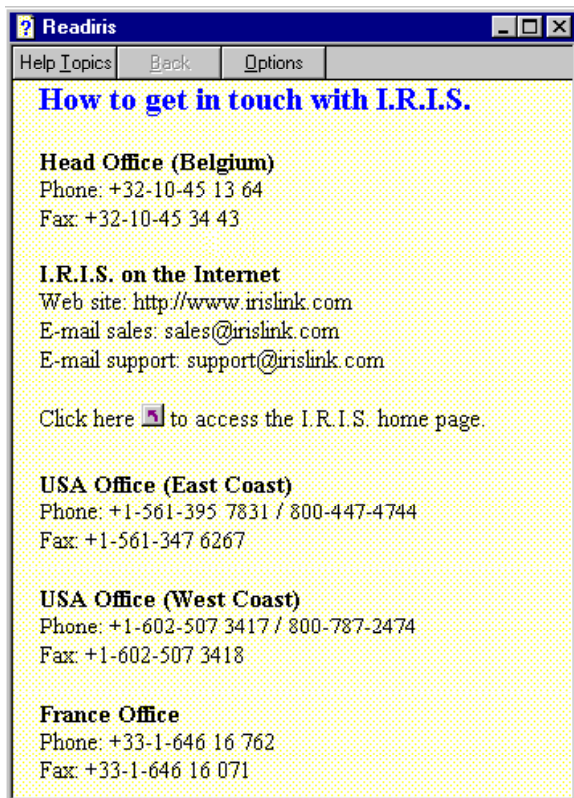 Readiris
Help Topics Back Options
How to get in touch with I.R.I.S.
Head Office (Belgium)
Phone: +32-10-45 13 64
Fax: +32-10-45 34 43
I.R.I.S. on the Internet
Web site: http://www.irislink.com
E-mail sales: sales@irislink.com
E-mail support: support@irislink.com
Click here to access the I.R.I.S. home page.
USA Office (East Coast)
Phone: +1-561-395 7831 / 800-447-4744
Fax: +1-561-347 6267
USA Office (West Coast)
Phone: +1-602-507 3417 / 800-787-2474
Fax: +1-602-507 3418
France Office
Phone: +33-1-646 16 762
Fax: +33-1-646 16 071